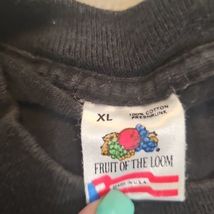 XL
100% COTTON
PRESHRUNK
FRUIT OF THE LOOM
MADE IN U.S.A.